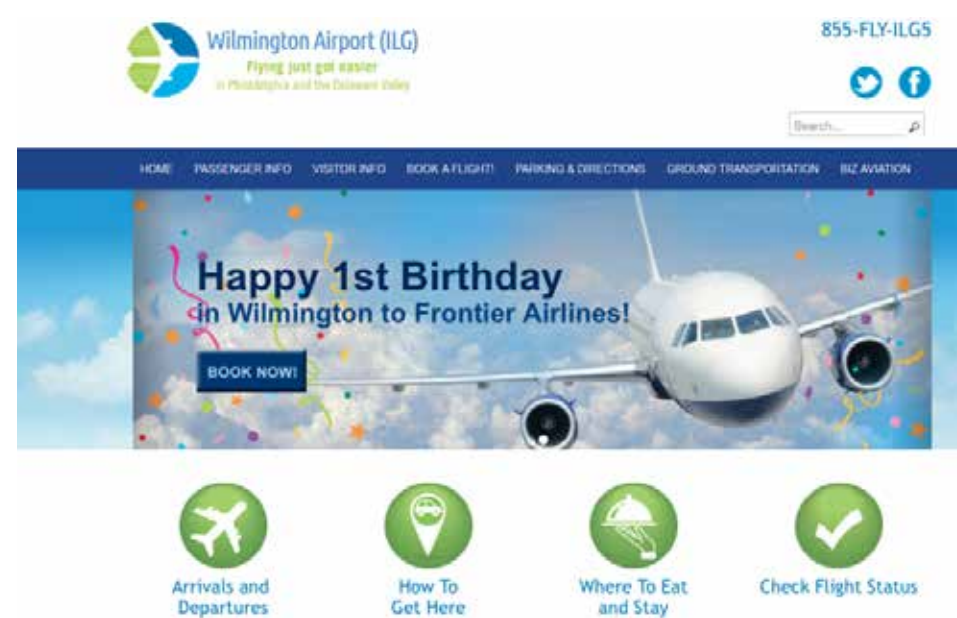 855-FLY-ILG5
Wilmington Airport (ILG)
Flying just got easier
in Philadelphia and the Delaware Valley
Search...
HOME PASSENGER INFO VISITOR INFO BOOK A FLIGHT! PARKING & DIRECTIONS GROUND TRANSPORTATION BIZ AVIATION
Happy 1st Birthday
in Wilmington to Frontier Airlines!
BOOK NOW!
Arrivals and
Departures
How To
Get Here
Where To Eat
and Stay
Check Flight Status